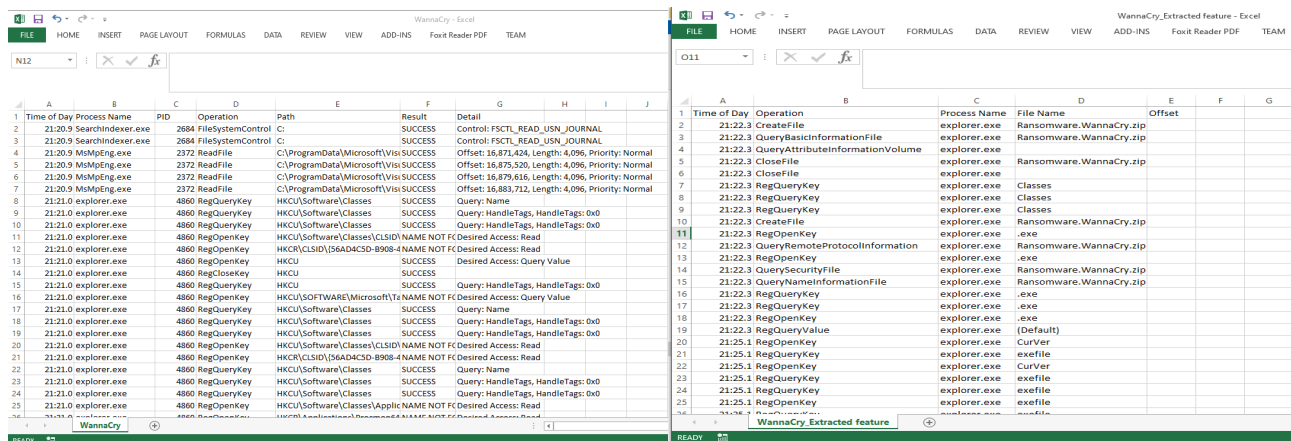 WannaCry - Excel
FILE HOME INSERT PAGE LAYOUT FORMULAS DATA REVIEW VIEW ADD-INS Foxit Reader PDF TEAM
N12 fx
A B C D E F G H I J
1 Time of Day Process Name PID Operation Path Result Detail
2 21:20.9 SearchIndexer.exe 2684 FileSystemControl C: SUCCESS Control: FSCTL_READ_USN_JOURNAL
3 21:20.9 SearchIndexer.exe 2684 FileSystemControl C: SUCCESS Control: FSCTL_READ_USN_JOURNAL
4 21:20.9 MsMpEng.exe 2372 ReadFile C:\ProgramData\Microsoft\Vis SUCCESS Offset: 16,871,424, Length: 4,096, Priority: Normal
5 21:20.9 MsMpEng.exe 2372 ReadFile C:\ProgramData\Microsoft\Vis SUCCESS Offset: 16,875,520, Length: 4,096, Priority: Normal
6 21:20.9 MsMpEng.exe 2372 ReadFile C:\ProgramData\Microsoft\Vis SUCCESS Offset: 16,879,616, Length: 4,096, Priority: Normal
7 21:20.9 MsMpEng.exe 2372 ReadFile C:\ProgramData\Microsoft\Vis SUCCESS Offset: 16,883,712, Length: 4,096, Priority: Normal
8 21:21.0 explorer.exe 4860 RegQueryKey HKCU\Software\Classes SUCCESS Query: Name
9 21:21.0 explorer.exe 4860 RegQueryKey HKCU\Software\Classes SUCCESS Query: HandleTags, HandleTags: 0x0
10 21:21.0 explorer.exe 4860 RegQueryKey HKCU\Software\Classes SUCCESS Query: HandleTags, HandleTags: 0x0
11 21:21.0 explorer.exe 4860 RegOpenKey HKCU\Software\Classes\CLSID\ NAME NOT FO Desired Access: Read
12 21:21.0 explorer.exe 4860 RegOpenKey HKCR\CLSID\{56AD4C5D-B908-4 NAME NOT FO Desired Access: Read
13 21:21.0 explorer.exe 4860 RegOpenKey HKCU SUCCESS Desired Access: Query Value
14 21:21.0 explorer.exe 4860 RegCloseKey HKCU SUCCESS
15 21:21.0 explorer.exe 4860 RegQueryKey HKCU SUCCESS Query: HandleTags, HandleTags: 0x0
16 21:21.0 explorer.exe 4860 RegOpenKey HKCU\SOFTWARE\Microsoft\Ta NAME NOT FO Desired Access: Query Value
17 21:21.0 explorer.exe 4860 RegQueryKey HKCU\Software\Classes SUCCESS Query: Name
18 21:21.0 explorer.exe 4860 RegQueryKey HKCU\Software\Classes SUCCESS Query: HandleTags, HandleTags: 0x0
19 21:21.0 explorer.exe 4860 RegQueryKey HKCU\Software\Classes SUCCESS Query: HandleTags, HandleTags: 0x0
20 21:21.0 explorer.exe 4860 RegOpenKey HKCU\Software\Classes\CLSID\ NAME NOT FO Desired Access: Read
21 21:21.0 explorer.exe 4860 RegOpenKey HKCR\CLSID\{56AD4C5D-B908-4 NAME NOT FO Desired Access: Read
22 21:21.0 explorer.exe 4860 RegQueryKey HKCU\Software\Classes SUCCESS Query: Name
23 21:21.0 explorer.exe 4860 RegQueryKey HKCU\Software\Classes SUCCESS Query: HandleTags, HandleTags: 0x0
24 21:21.0 explorer.exe 4860 RegQueryKey HKCU\Software\Classes SUCCESS Query: HandleTags, HandleTags: 0x0
25 21:21.0 explorer.exe 4860 RegOpenKey HKCU\Software\Classes\Applic NAME NOT FO Desired Access: Read
WannaCry
READY
WannaCry_Extracted feature - Excel
FILE HOME INSERT PAGE LAYOUT FORMULAS DATA REVIEW VIEW ADD-INS Foxit Reader PDF TEAM
O11 fx
A B C D E F G
1 Time of Day Operation Process Name File Name Offset
2 21:22.3 CreateFile explorer.exe Ransomware.WannaCry.zip
3 21:22.3 QueryBasicInformationFile explorer.exe Ransomware.WannaCry.zip
4 21:22.3 QueryAttributeInformationVolume explorer.exe
5 21:22.3 CloseFile explorer.exe Ransomware.WannaCry.zip
6 21:22.3 CloseFile explorer.exe
7 21:22.3 RegQueryKey explorer.exe Classes
8 21:22.3 RegQueryKey explorer.exe Classes
9 21:22.3 RegQueryKey explorer.exe Classes
10 21:22.3 CreateFile explorer.exe Ransomware.WannaCry.zip
11 21:22.3 RegOpenKey explorer.exe .exe
12 21:22.3 QueryRemoteProtocolInformation explorer.exe Ransomware.WannaCry.zip
13 21:22.3 RegOpenKey explorer.exe .exe
14 21:22.3 QuerySecurityFile explorer.exe Ransomware.WannaCry.zip
15 21:22.3 QueryNameInformationFile explorer.exe Ransomware.WannaCry.zip
16 21:22.3 RegQueryKey explorer.exe .exe
17 21:22.3 RegQueryKey explorer.exe .exe
18 21:22.3 RegOpenKey explorer.exe .exe
19 21:22.3 RegQueryValue explorer.exe (Default)
20 21:25.1 RegOpenKey explorer.exe CurVer
21 21:25.1 RegQueryKey explorer.exe exefile
22 21:25.1 RegOpenKey explorer.exe CurVer
23 21:25.1 RegQueryKey explorer.exe exefile
24 21:25.1 RegQueryKey explorer.exe exefile
25 21:25.1 RegOpenKey explorer.exe exefile
WannaCry_Extracted feature
READY